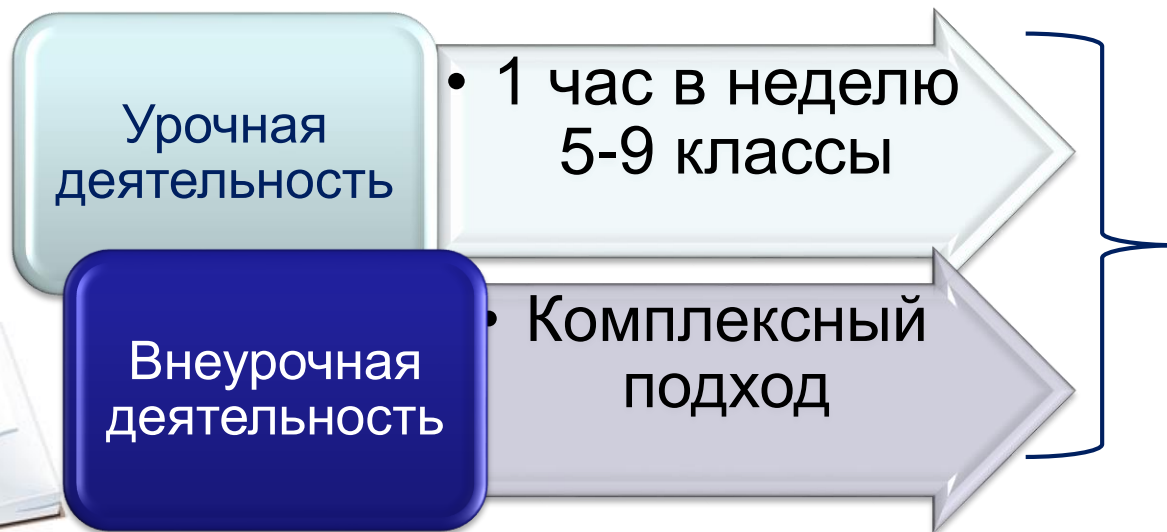 Урочная
деятельность
• 1 час в неделю
5-9 классы
Внеурочная
деятельность
• Комплексный
подход